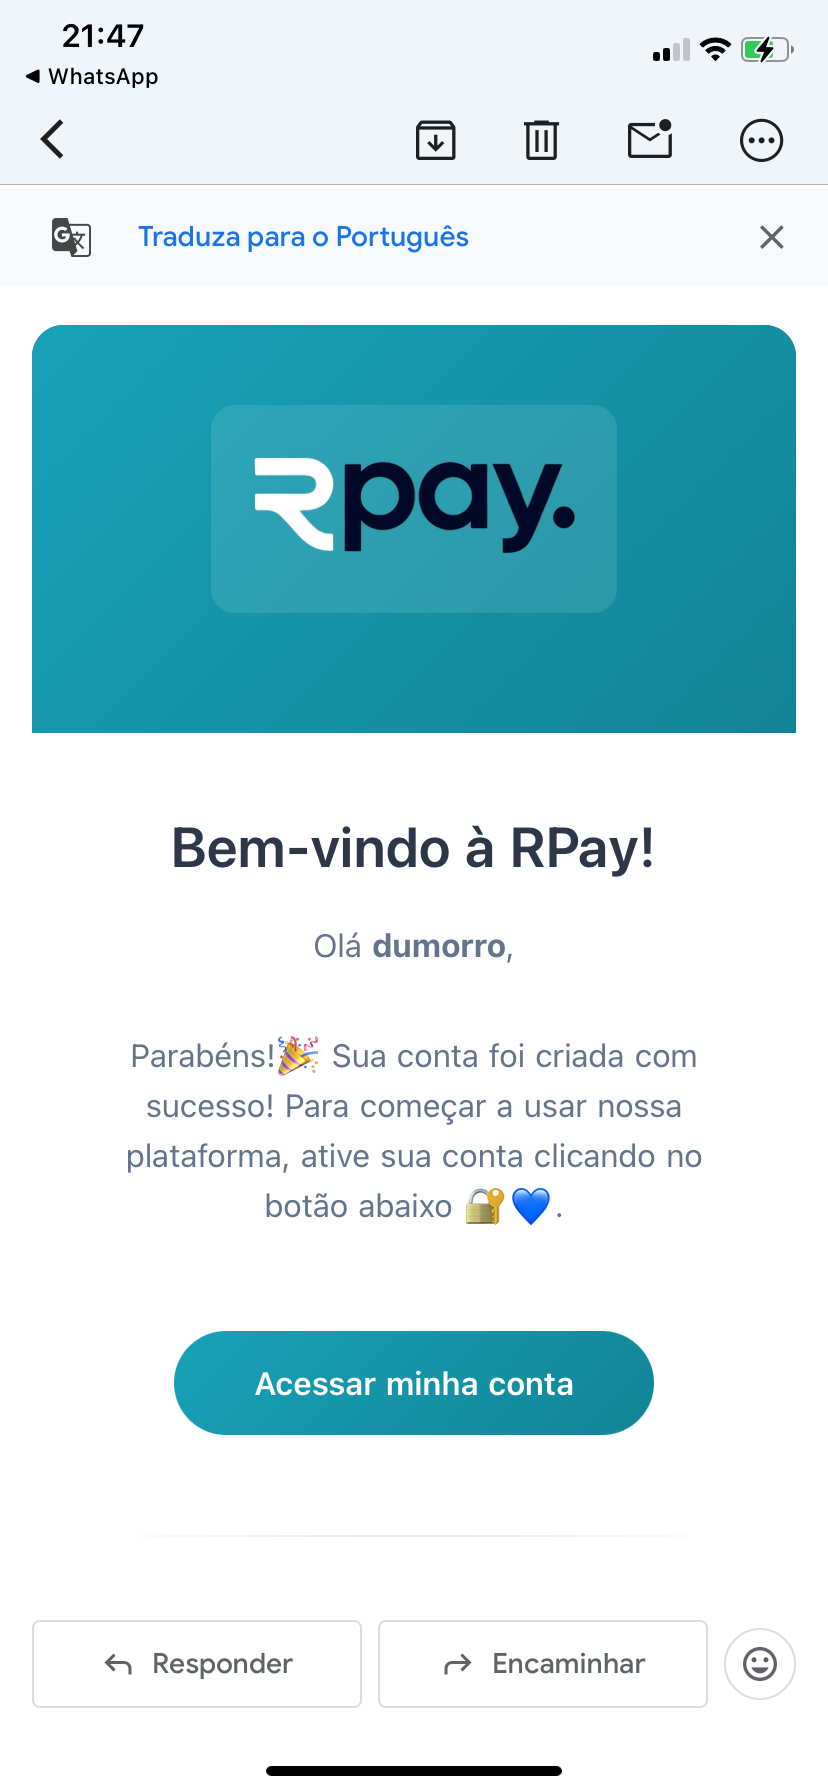 21:47
◀ WhatsApp
Traduza para o Português
Rpay.
Bem-vindo à RPay!
Olá dumorro,
Parabéns!🎉 Sua conta foi criada com
sucesso! Para começar a usar nossa
plataforma, ative sua conta clicando no
botão abaixo 🔐💙.
Acessar minha conta
Responder
Encaminhar